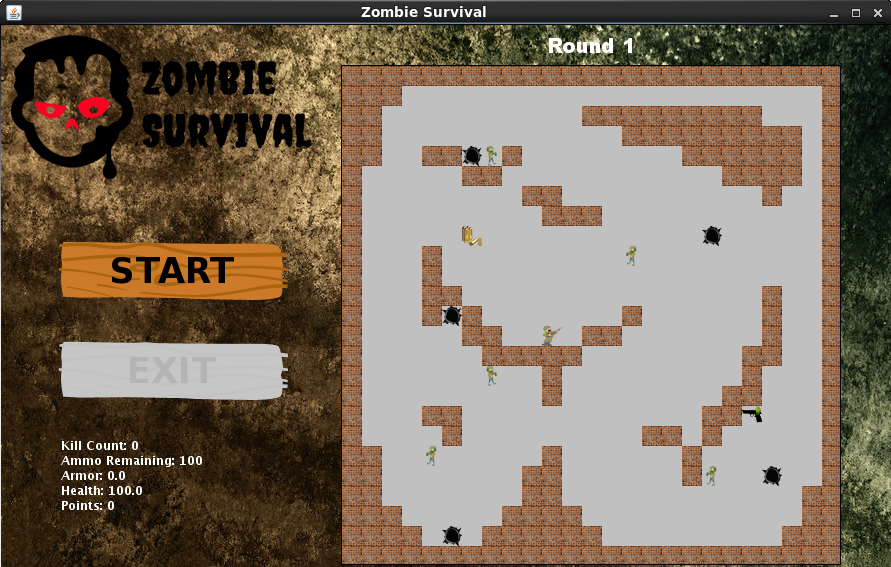 Zombie Survival
ZOMBIE
SURVIVAL
Round 1
START
EXIT
Kill Count: 0
Ammo Remaining: 100
Armor: 0.0
Health: 100.0
Points: 0